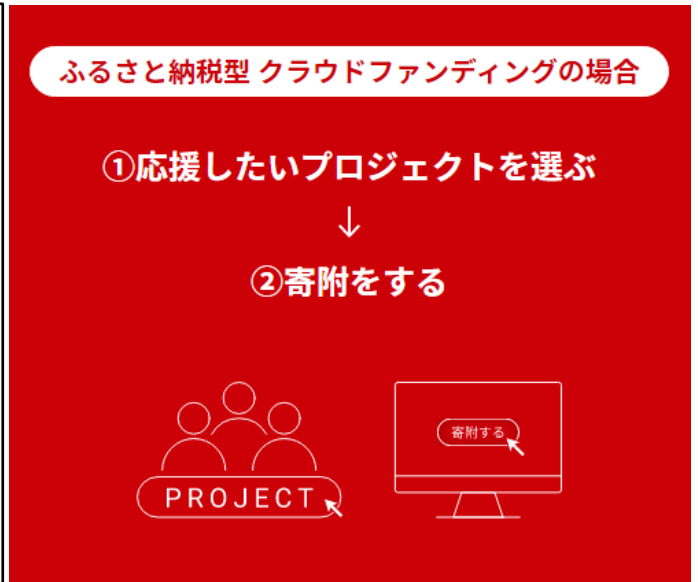 ふるさと納税型 クラウドファンディングの場合
①応援したいプロジェクトを選ぶ
↓
②寄附をする
寄附する
PROJECT